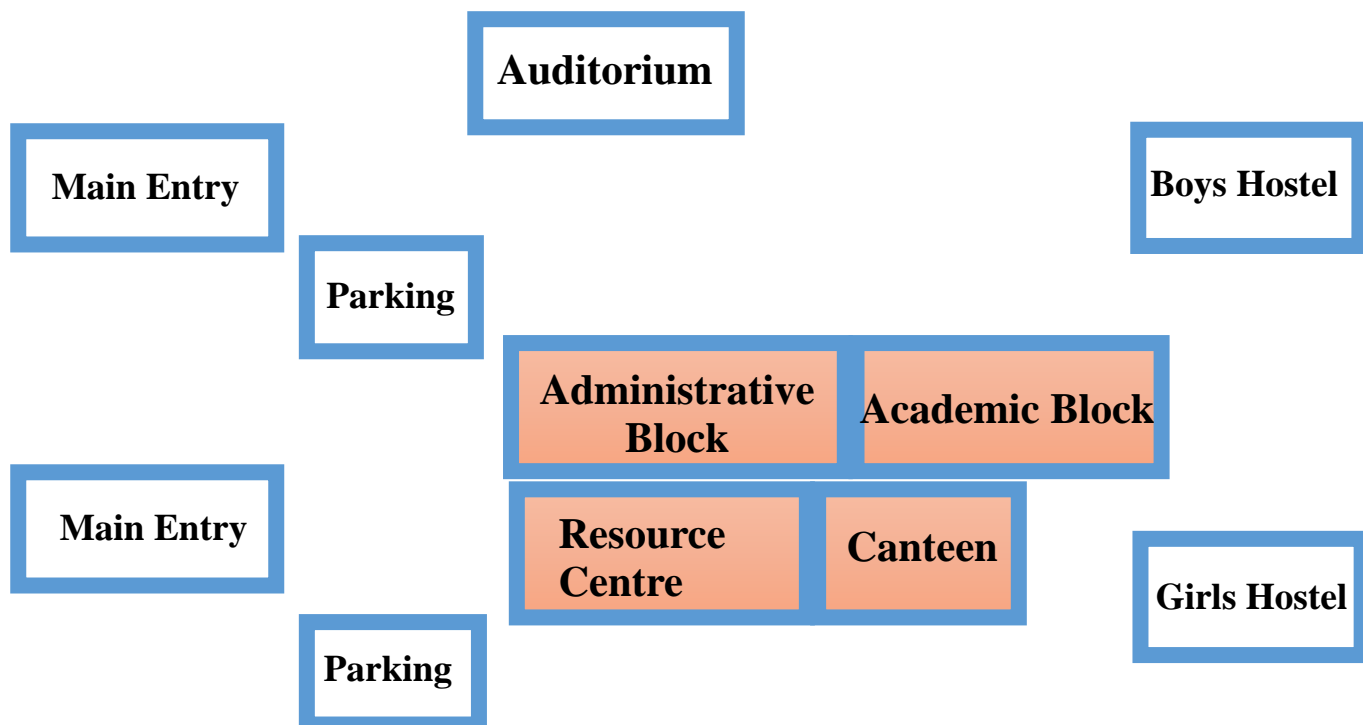 Auditorium
Main Entry
Boys Hostel
Parking
Administrative
Block
Academic Block
Main Entry
Resource
Centre
Canteen
Girls Hostel
Parking